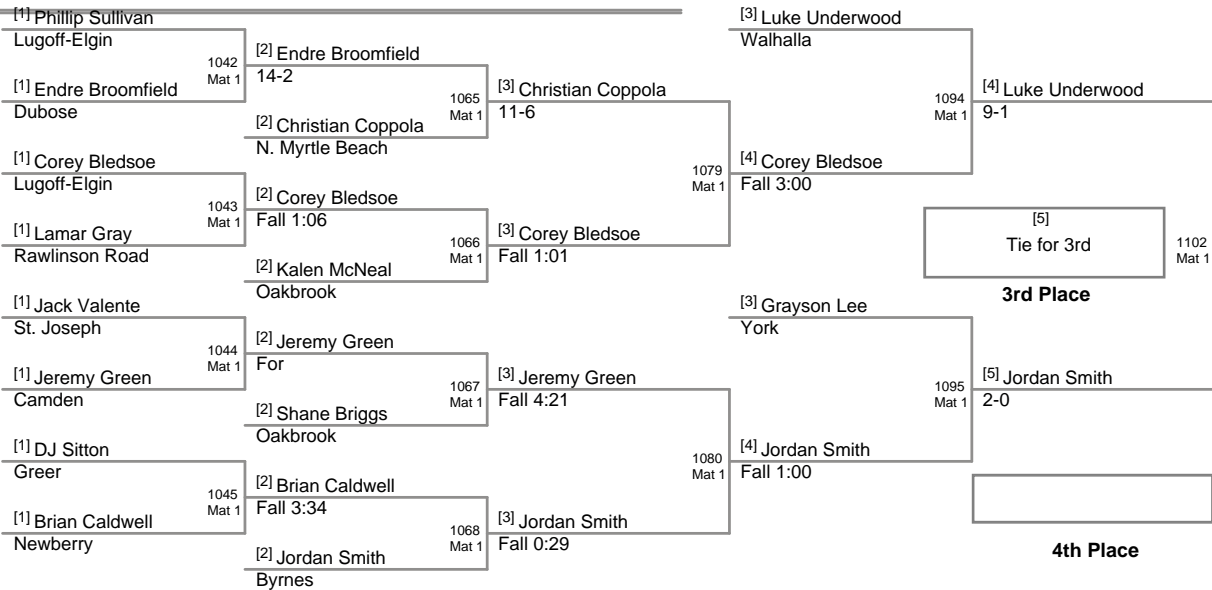 [1] Phillip Sullivan
Lugoff-Elgin
1042
Mat 1
[1] Endre Broomfield
Dubose
[1] Corey Bledsoe
Lugoff-Elgin
1043
Mat 1
[1] Lamar Gray
Rawlinson Road
[1] Jack Valente
St. Joseph
1044
Mat 1
[1] Jeremy Green
Camden
[1] DJ Sitton
Greer
1045
Mat 1
[1] Brian Caldwell
Newberry
[2] Endre Broomfield
14-2
1065
Mat 1
[2] Christian Coppola
N. Myrtle Beach
[2] Corey Bledsoe
Fall 1:06
1066
Mat 1
[2] Kalen McNeal
Oakbrook
[2] Jeremy Green
For
1067
Mat 1
[2] Shane Briggs
Oakbrook
[2] Brian Caldwell
Fall 3:34
1068
Mat 1
[2] Jordan Smith
Byrnes
[3] Christian Coppola
11-6
1079
Mat 1
[3] Corey Bledsoe
Fall 1:01
[3] Jeremy Green
Fall 4:21
1080
Mat 1
[3] Jordan Smith
Fall 0:29
[3] Luke Underwood
Walhalla
1094
Mat 1
[4] Corey Bledsoe
Fall 3:00
[3] Grayson Lee
York
1095
Mat 1
[4] Jordan Smith
Fall 1:00
[4] Luke Underwood
9-1
[5]
Tie for 3rd
1102
Mat 1
3rd Place
[5] Jordan Smith
2-0
4th Place